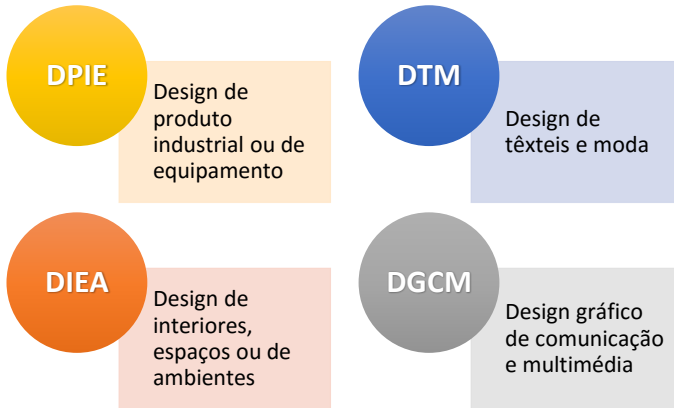 DPIE
Design de
produto
industrial ou de
equipamento
DTM
Design de
têxteis e moda
DIEA
Design de
interiores,
espaços ou de
ambientes
DGCM
Design gráfico
de comunicação
e multimédia